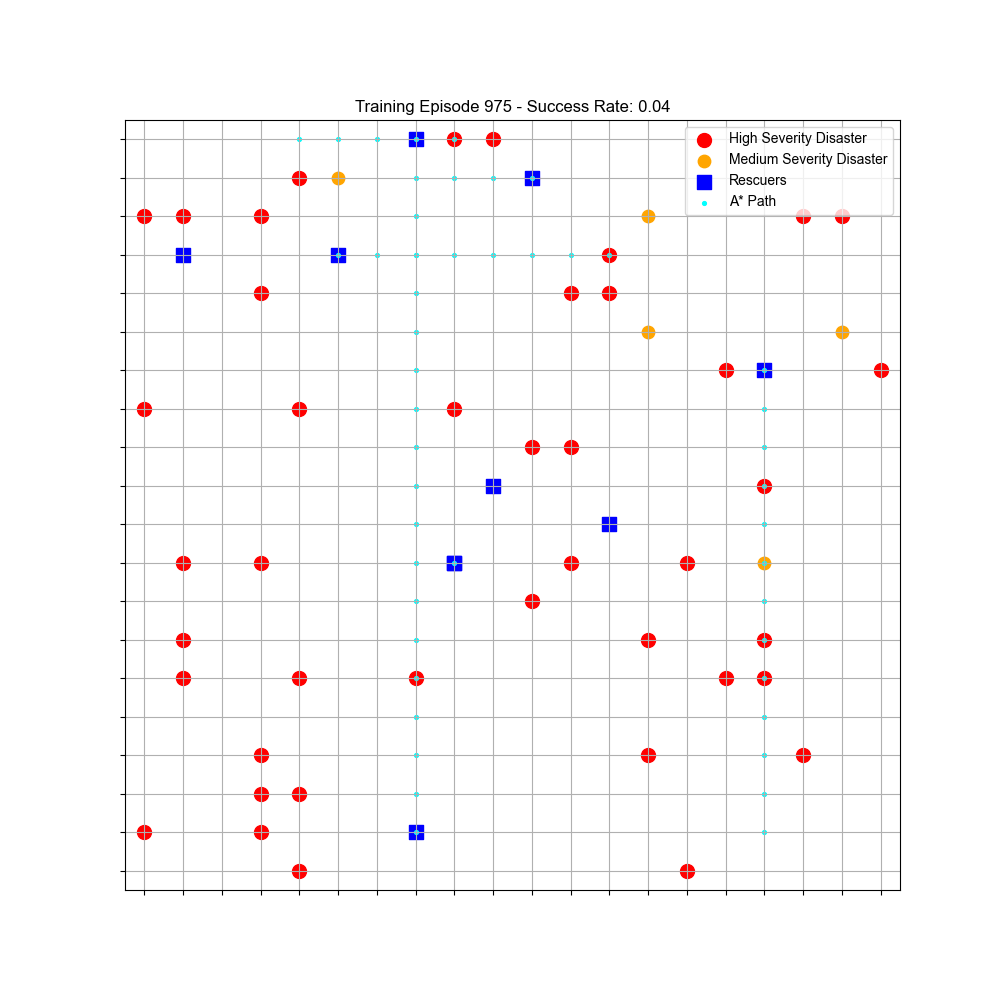 Training Episode 975 - Success Rate: 0.04
High Severity Disaster
Medium Severity Disaster
Rescuers
A* Path